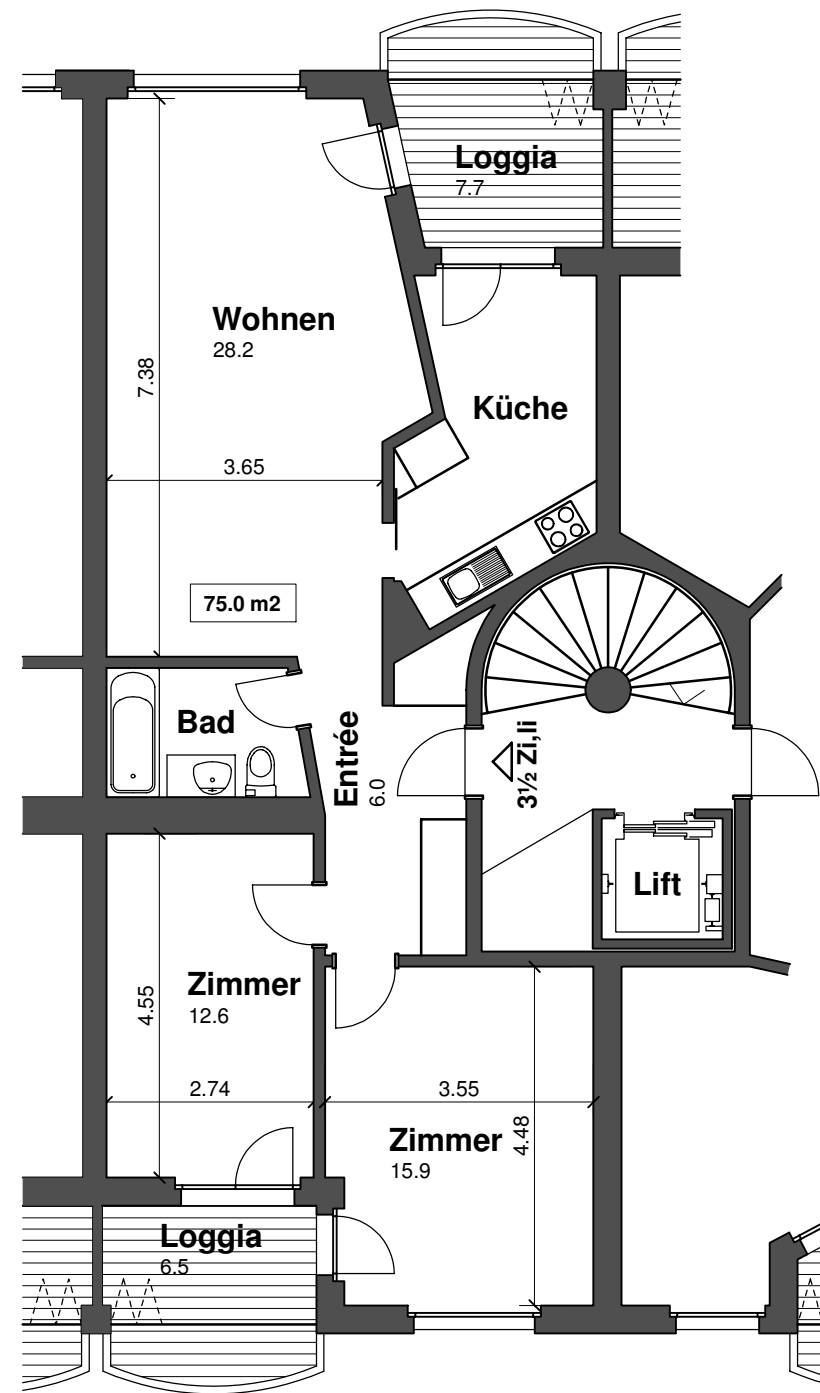 Loggia
7.7
Wohnen
28.2
7.38
Küche
3.65
75.0 m2
Bad
Entrée
6.0
3½ Zi,li
Lift
Zimmer
12.6
4.55
2.74
3.55
Zimmer
15.9
4.48
Loggia
6.5